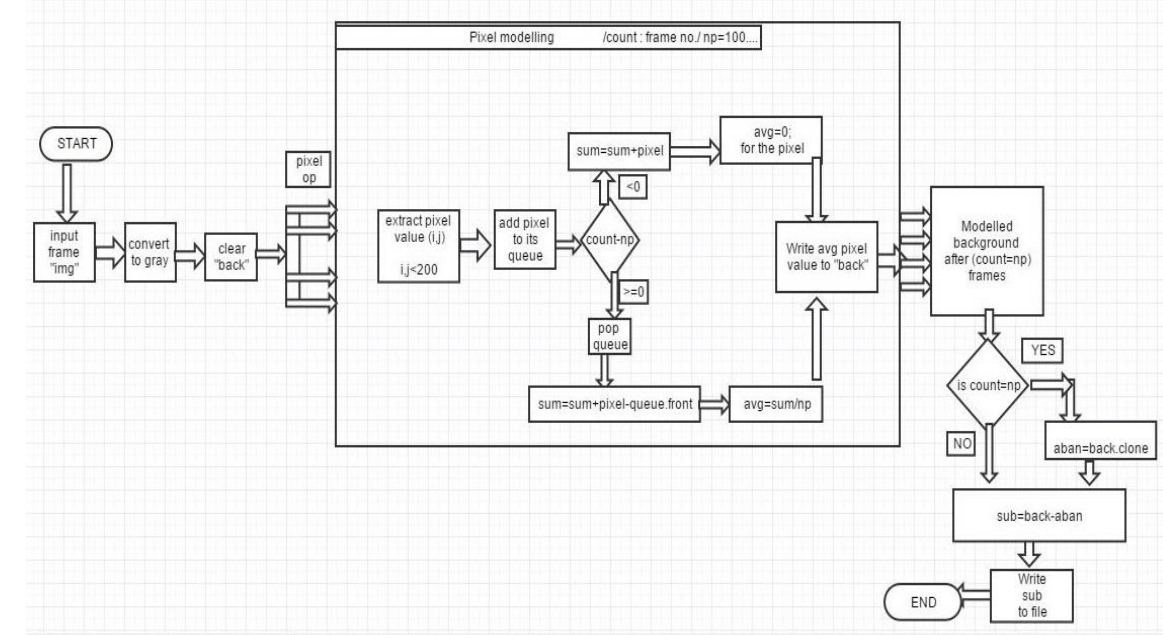 Pixel modelling /count : frame no./ np=100....
START
input
frame
"img"
convert
to gray
clear
"back"
pixel
op
extract pixel
value (i,j)
i,j<200
add pixel
to its
queue
count-np
<0
sum=sum+pixel
avg=0;
for the pixel
>=0
pop
queue
sum=sum+pixel-queue.front
avg=sum/np
Write avg pixel
value to "back"
Modelled
background
after (count=np)
frames
is count=np
YES
aban=back.clone
NO
sub=back-aban
Write
sub
to file
END